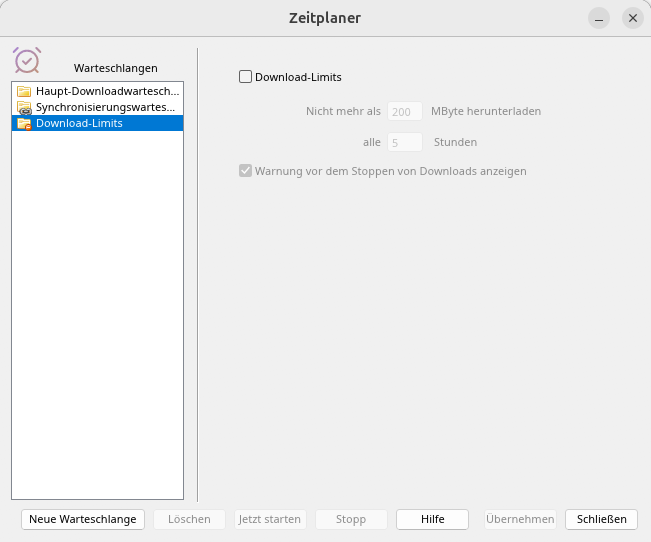 Zeitplaner
Warteschlangen
Haupt-Downloadwartesch...
Synchronisierungswartes...
Download-Limits
Download-Limits
Nicht mehr als 200 MByte herunterladen
alle 5 Stunden
Warnung vor dem Stoppen von Downloads anzeigen
Neue Warteschlange Löschen Jetzt starten Stopp Hilfe Übernehmen Schließen